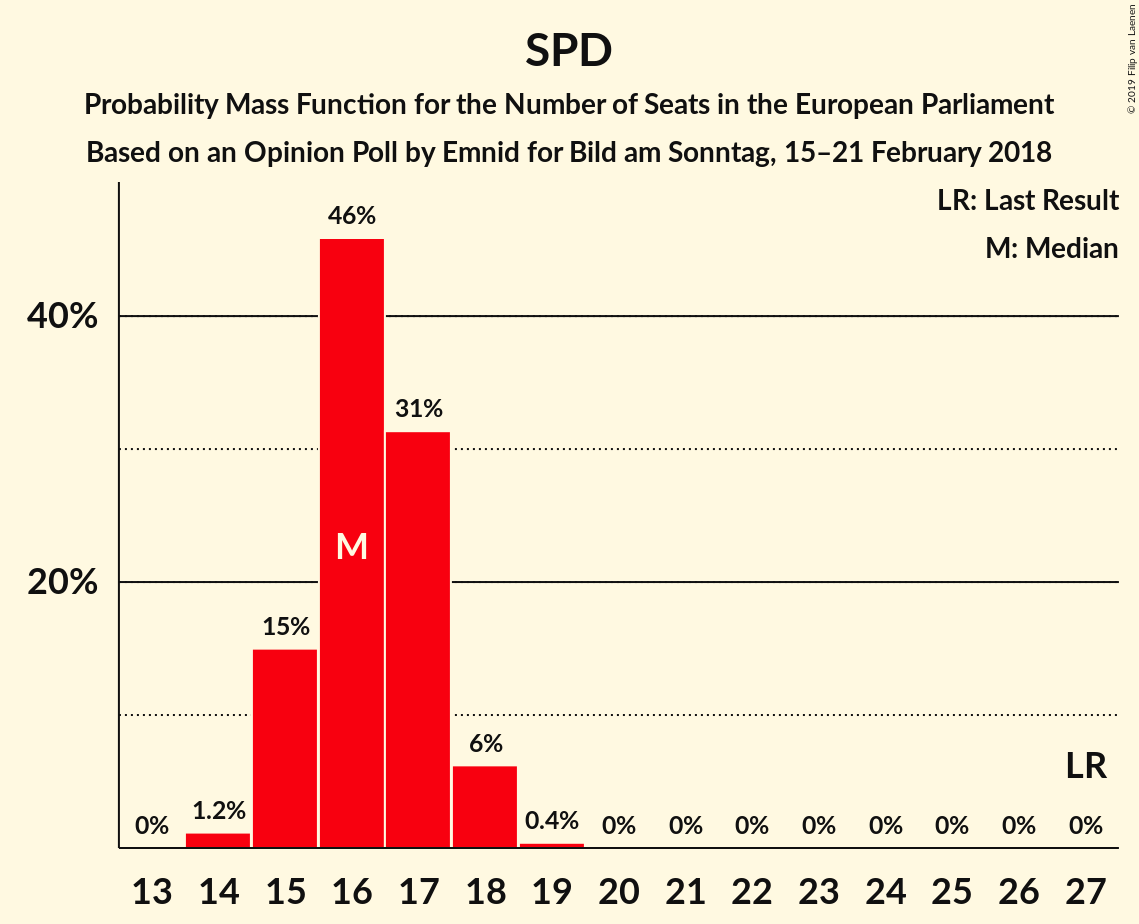 SPD
Probability Mass Function for the Number of Seats in the European Parliament
Based on an Opinion Poll by Emnid for Bild am Sonntag, 15–21 February 2018
© 2019 Filip van Laenen
LR: Last Result
M: Median
46%
40%
31%
M
20%
15%
6%
LR
0% 1.2% 0.4% 0% 0% 0% 0% 0% 0% 0% 0%
13 14 15 16 17 18 19 20 21 22 23 24 25 26 27